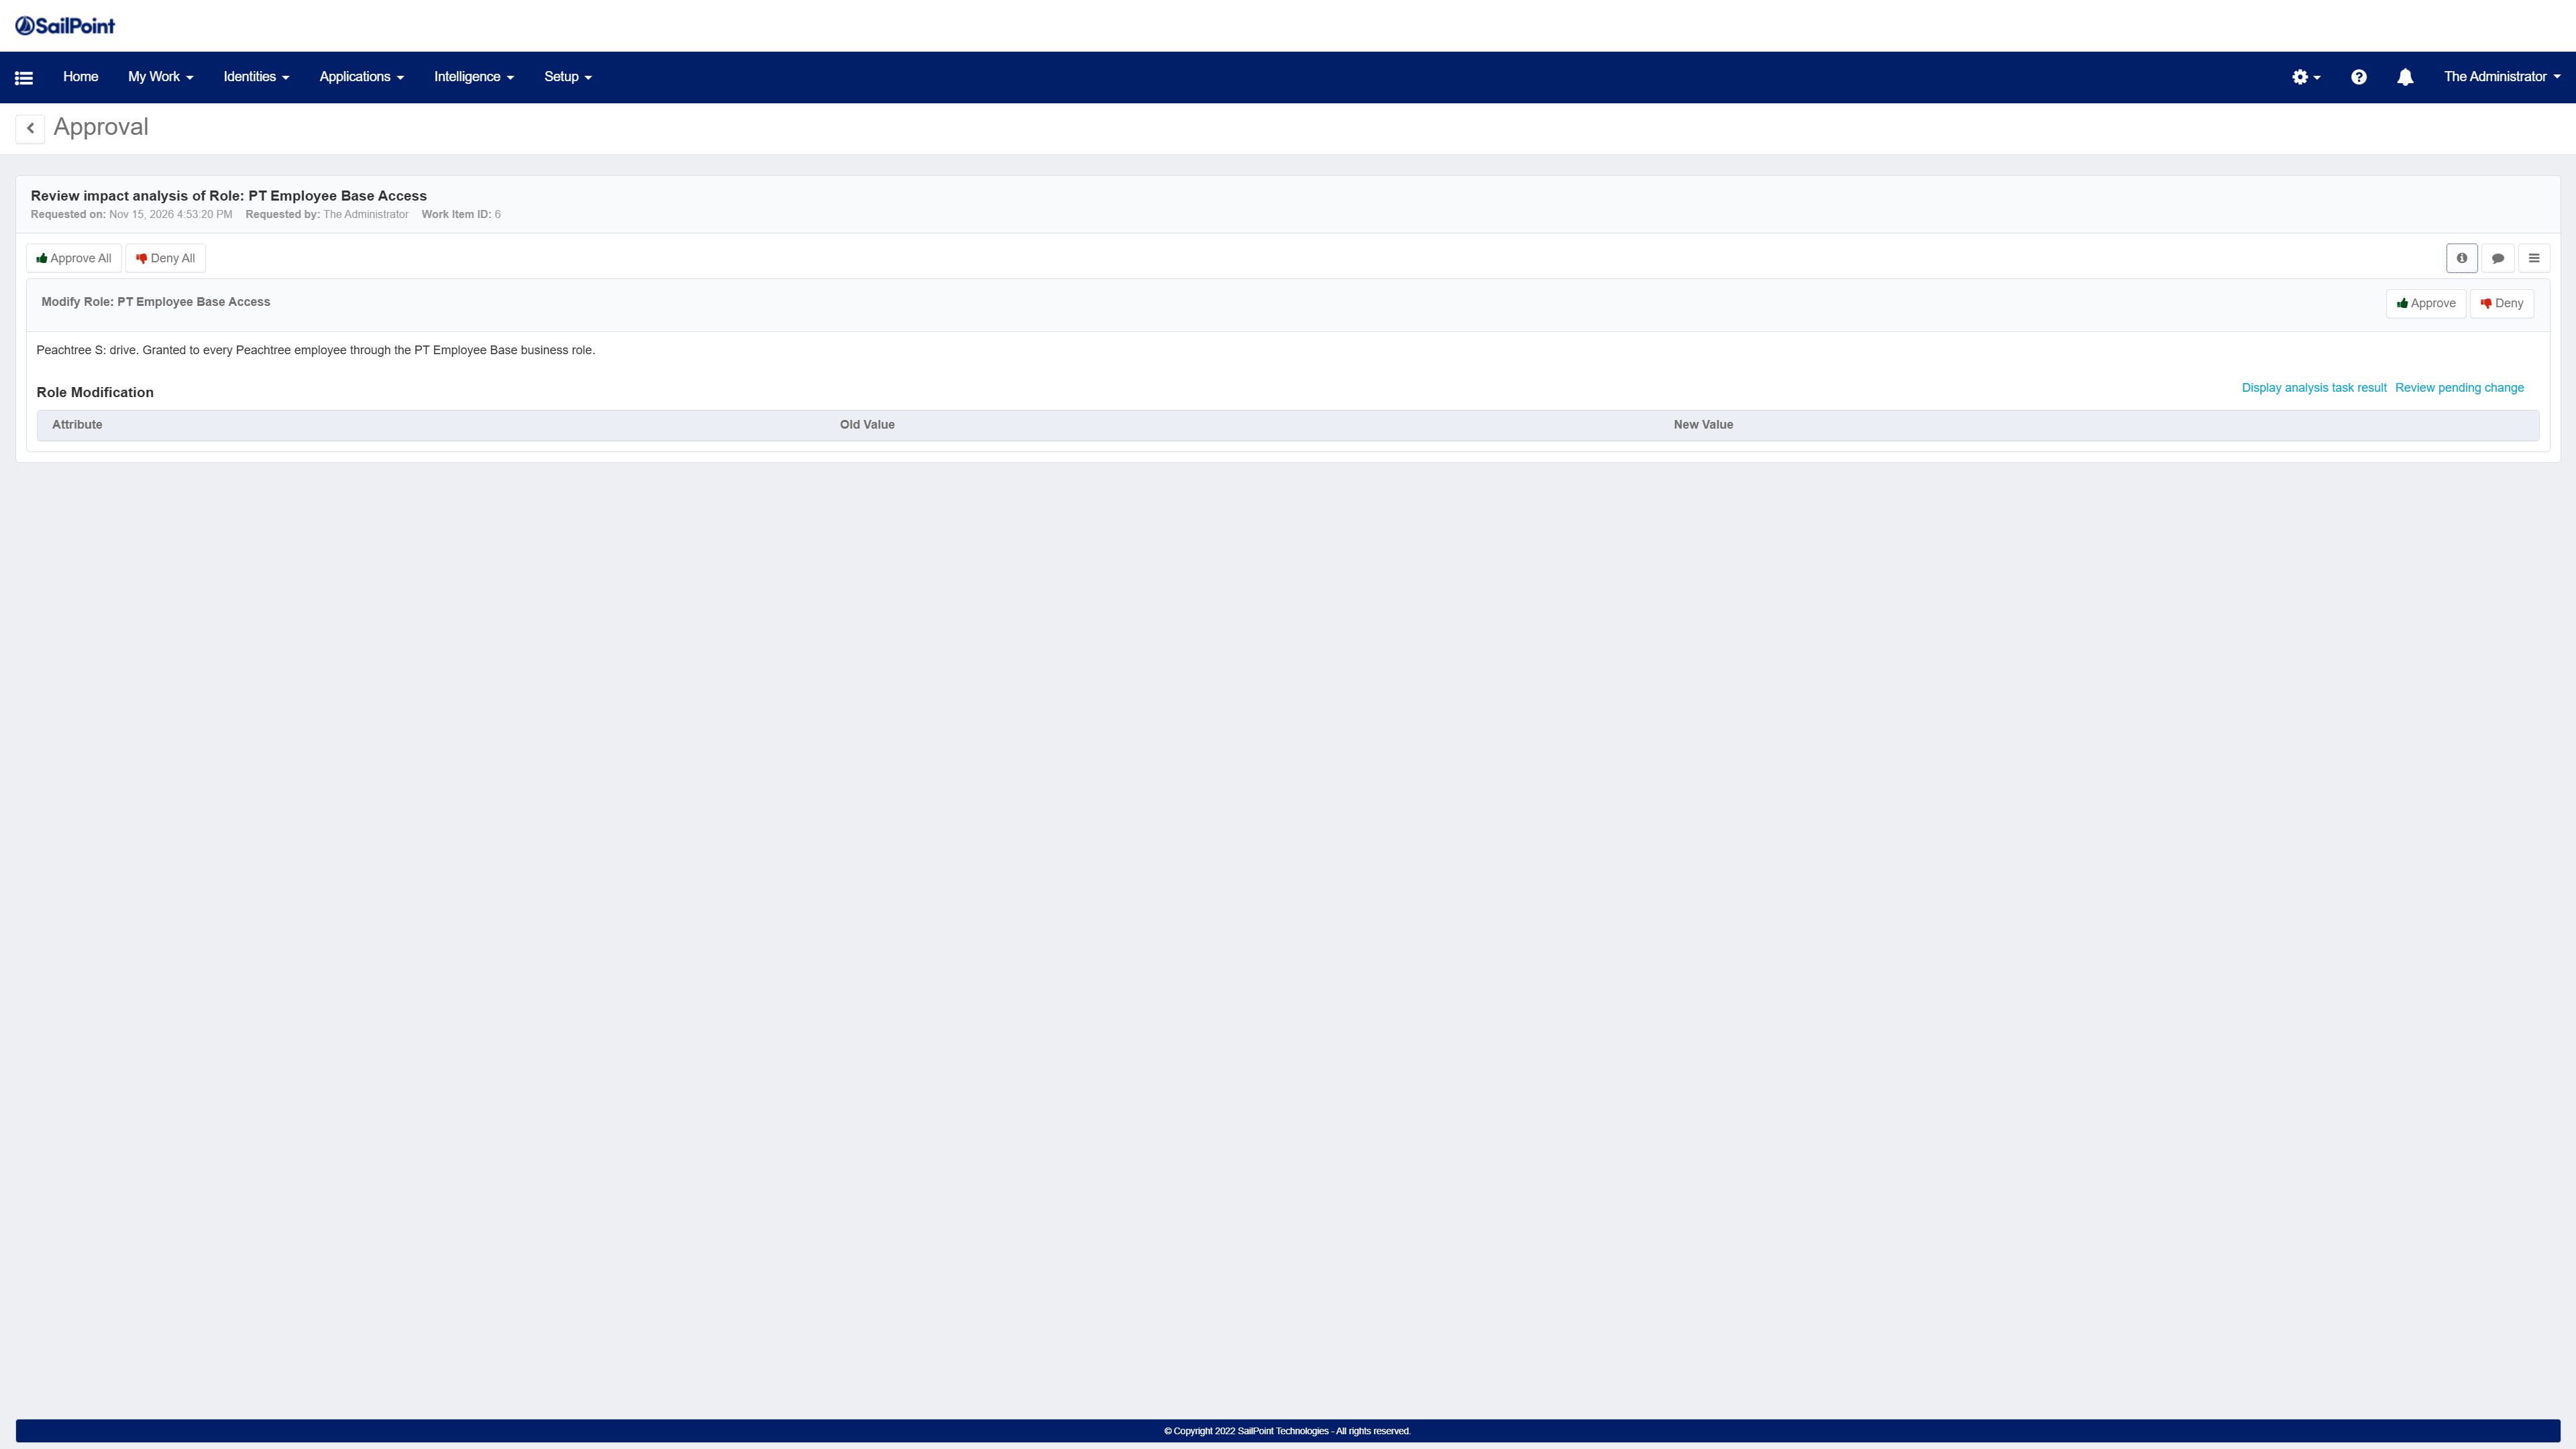 SailPoint
Home My Work Identities Applications Intelligence Setup The Administrator
Approval
Review impact analysis of Role: PT Employee Base Access
Requested on: Nov 15, 2026 4:53:20 PM Requested by: The Administrator Work Item ID: 6
Approve All Deny All
Modify Role: PT Employee Base Access Approve Deny
Peachtree S: drive. Granted to every Peachtree employee through the PT Employee Base business role.
Role Modification Display analysis task result Review pending change
Attribute Old Value New Value
© Copyright 2022 SailPoint Technologies - All rights reserved.